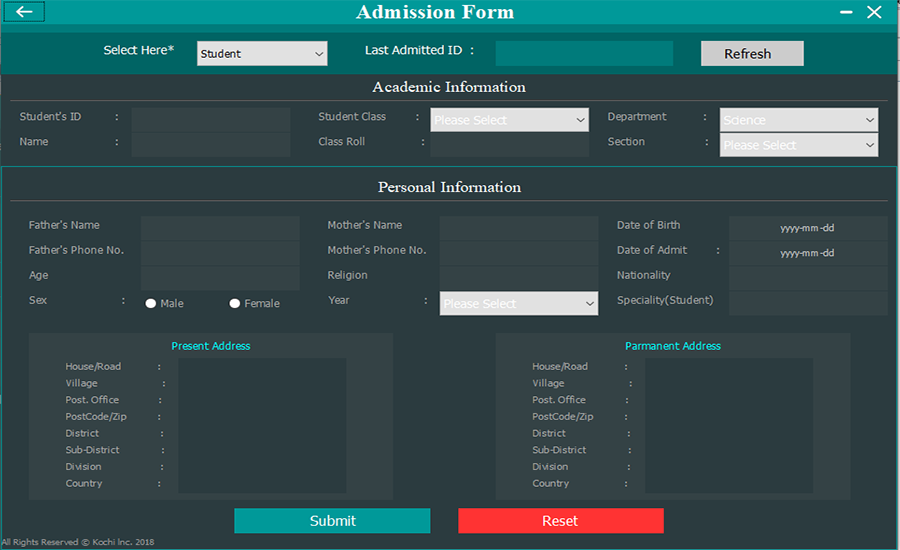 Admission Form
Select Here* Student Last Admitted ID : Refresh
Academic Information
Student's ID : Student Class : Please Select Department : Science
Name : Class Roll : Section : Please Select
Personal Information
Father's Name Mother's Name Date of Birth yyyy-mm-dd
Father's Phone No. Mother's Phone No. Date of Admit : yyyy-mm-dd
Age Religion Nationality
Sex : Male Female Year : Please Select Speciality(Student)
Present Address Parmanent Address
House/Road : House/Road :
Village : Village :
Post. Office : Post. Office :
PostCode/Zip : PostCode/Zip :
District : District :
Sub-District : Sub-District :
Division : Division :
Country : Country :
Submit Reset
All Rights Reserved © Kochi Inc. 2018